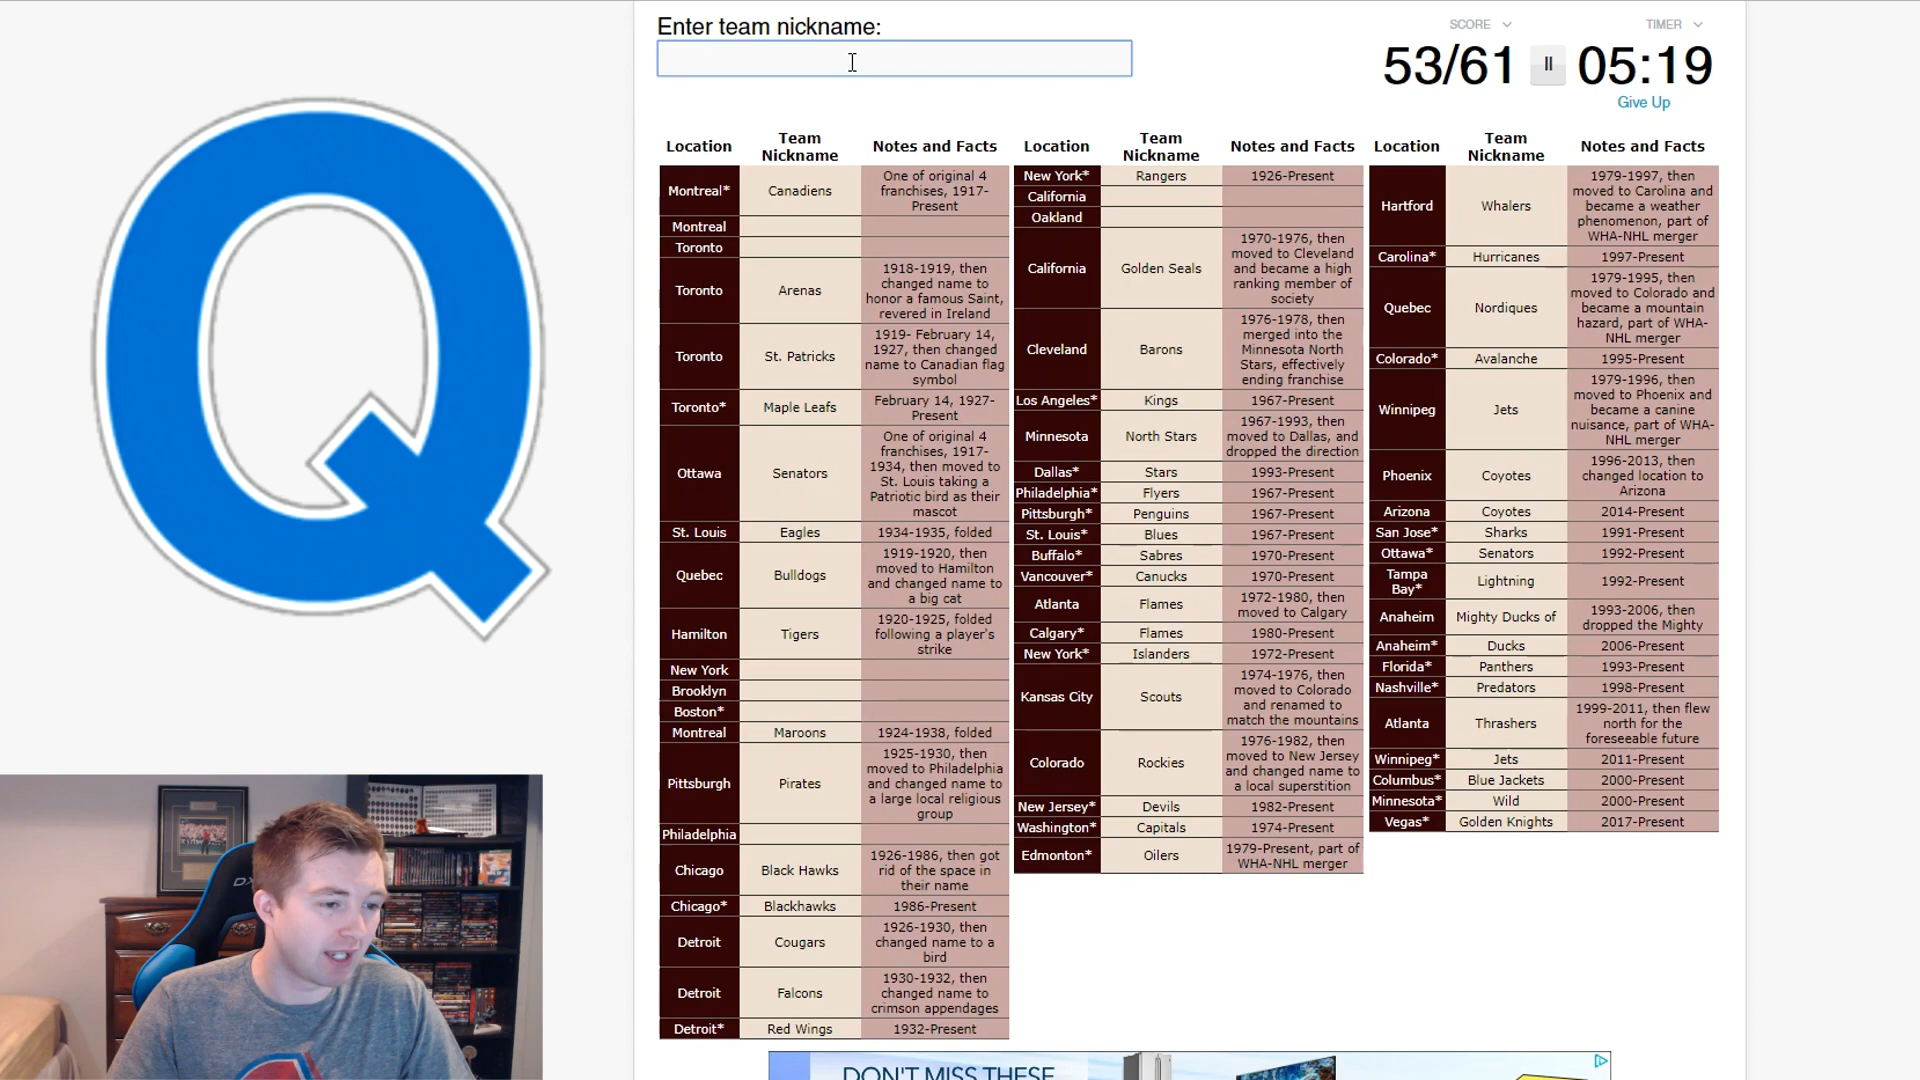 Enter team nickname:
SCORE
TIMER
53/61
05:19
Give Up
Q
Location Team Nickname Notes and Facts
Montreal* Canadiens One of original 4 franchises, 1917-Present
Montreal
Toronto
Toronto Arenas 1918-1919, then changed name to honor a famous Saint, revered in Ireland
Toronto St. Patricks 1919- February 14, 1927, then changed name to Canadian flag symbol
Toronto* Maple Leafs February 14, 1927-Present
Ottawa Senators One of original 4 franchises, 1917-1934, then moved to St. Louis taking a Patriotic bird as their mascot
St. Louis Eagles 1934-1935, folded
Quebec Bulldogs 1919-1920, then moved to Hamilton and changed name to a big cat
Hamilton Tigers 1920-1925, folded following a player's strike
New York
Brooklyn
Boston*
Montreal Maroons 1924-1938, folded
Pittsburgh Pirates 1925-1930, then moved to Philadelphia and changed name to a large local religious group
Philadelphia
Chicago Black Hawks 1926-1986, then got rid of the space in their name
Chicago* Blackhawks 1986-Present
Detroit Cougars 1926-1930, then changed name to a bird
Detroit Falcons 1930-1932, then changed name to crimson appendages
Detroit* Red Wings 1932-Present
Location Team Nickname Notes and Facts
New York* Rangers 1926-Present
California
Oakland
California Golden Seals 1970-1976, then moved to Cleveland and became a high ranking member of society
Cleveland Barons 1976-1978, then merged into the Minnesota North Stars, effectively ending franchise
Los Angeles* Kings 1967-Present
Minnesota North Stars 1967-1993, then moved to Dallas, and dropped the direction
Dallas* Stars 1993-Present
Philadelphia* Flyers 1967-Present
Pittsburgh* Penguins 1967-Present
St. Louis* Blues 1967-Present
Buffalo* Sabres 1970-Present
Vancouver* Canucks 1970-Present
Atlanta Flames 1972-1980, then moved to Calgary
Calgary* Flames 1980-Present
New York* Islanders 1972-Present
Kansas City Scouts 1974-1976, then moved to Colorado and renamed to match the mountains
Colorado Rockies 1976-1982, then moved to New Jersey and changed name to a local superstition
New Jersey* Devils 1982-Present
Washington* Capitals 1974-Present
Edmonton* Oilers 1979-Present, part of WHA-NHL merger
Location Team Nickname Notes and Facts
Hartford Whalers 1979-1997, then moved to Carolina and became a weather phenomenon, part of WHA-NHL merger
Carolina* Hurricanes 1997-Present
Quebec Nordiques 1979-1995, then moved to Colorado and became a mountain hazard, part of WHA-NHL merger
Colorado* Avalanche 1995-Present
Winnipeg Jets 1979-1996, then moved to Phoenix and became a canine nuisance, part of WHA-NHL merger
Phoenix Coyotes 1996-2013, then changed location to Arizona
Arizona Coyotes 2014-Present
San Jose* Sharks 1991-Present
Ottawa* Senators 1992-Present
Tampa Bay* Lightning 1992-Present
Anaheim Mighty Ducks of 1993-2006, then dropped the Mighty
Anaheim* Ducks 2006-Present
Florida* Panthers 1993-Present
Nashville* Predators 1998-Present
Atlanta Thrashers 1999-2011, then flew north for the foreseeable future
Winnipeg* Jets 2011-Present
Columbus* Blue Jackets 2000-Present
Minnesota* Wild 2000-Present
Vegas* Golden Knights 2017-Present
DON'T MISS THESE